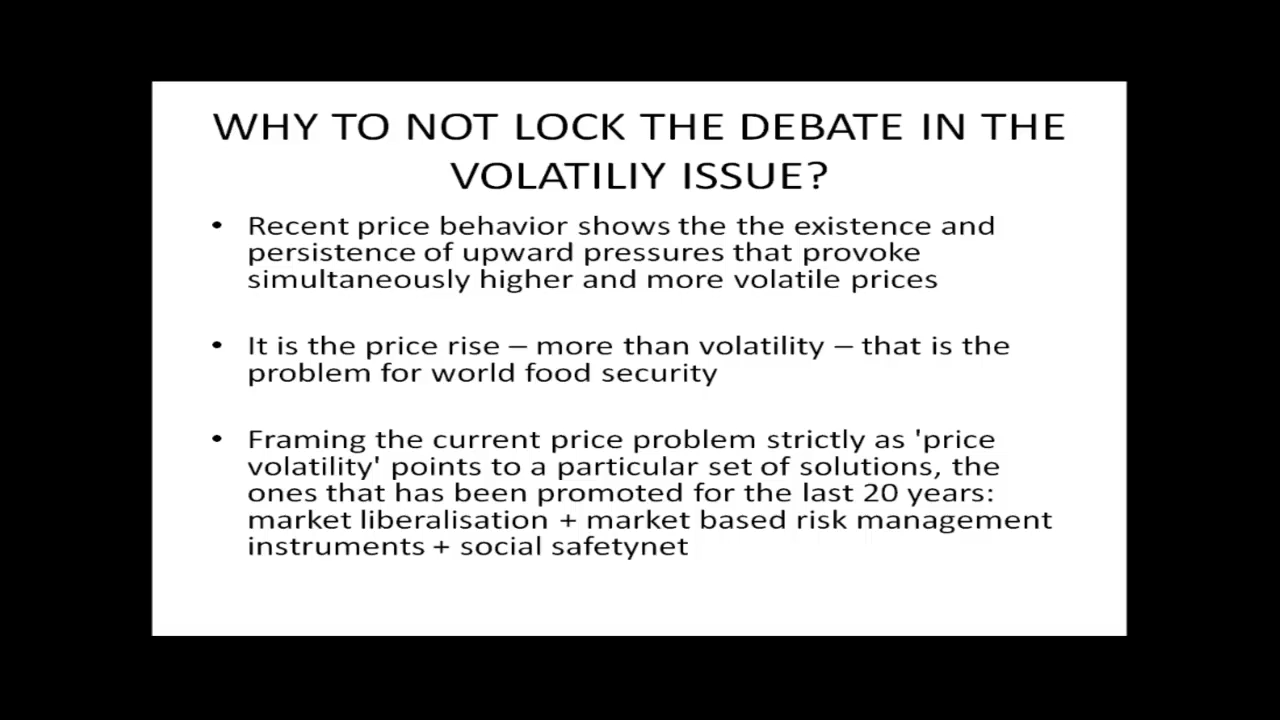 WHY TO NOT LOCK THE DEBATE IN THE
VOLATILIY ISSUE?
• Recent price behavior shows the the existence and
persistence of upward pressures that provoke
simultaneously higher and more volatile prices
• It is the price rise – more than volatility – that is the
problem for world food security
• Framing the current price problem strictly as 'price
volatility' points to a particular set of solutions, the
ones that has been promoted for the last 20 years:
market liberalisation + market based risk management
instruments + social safetynet